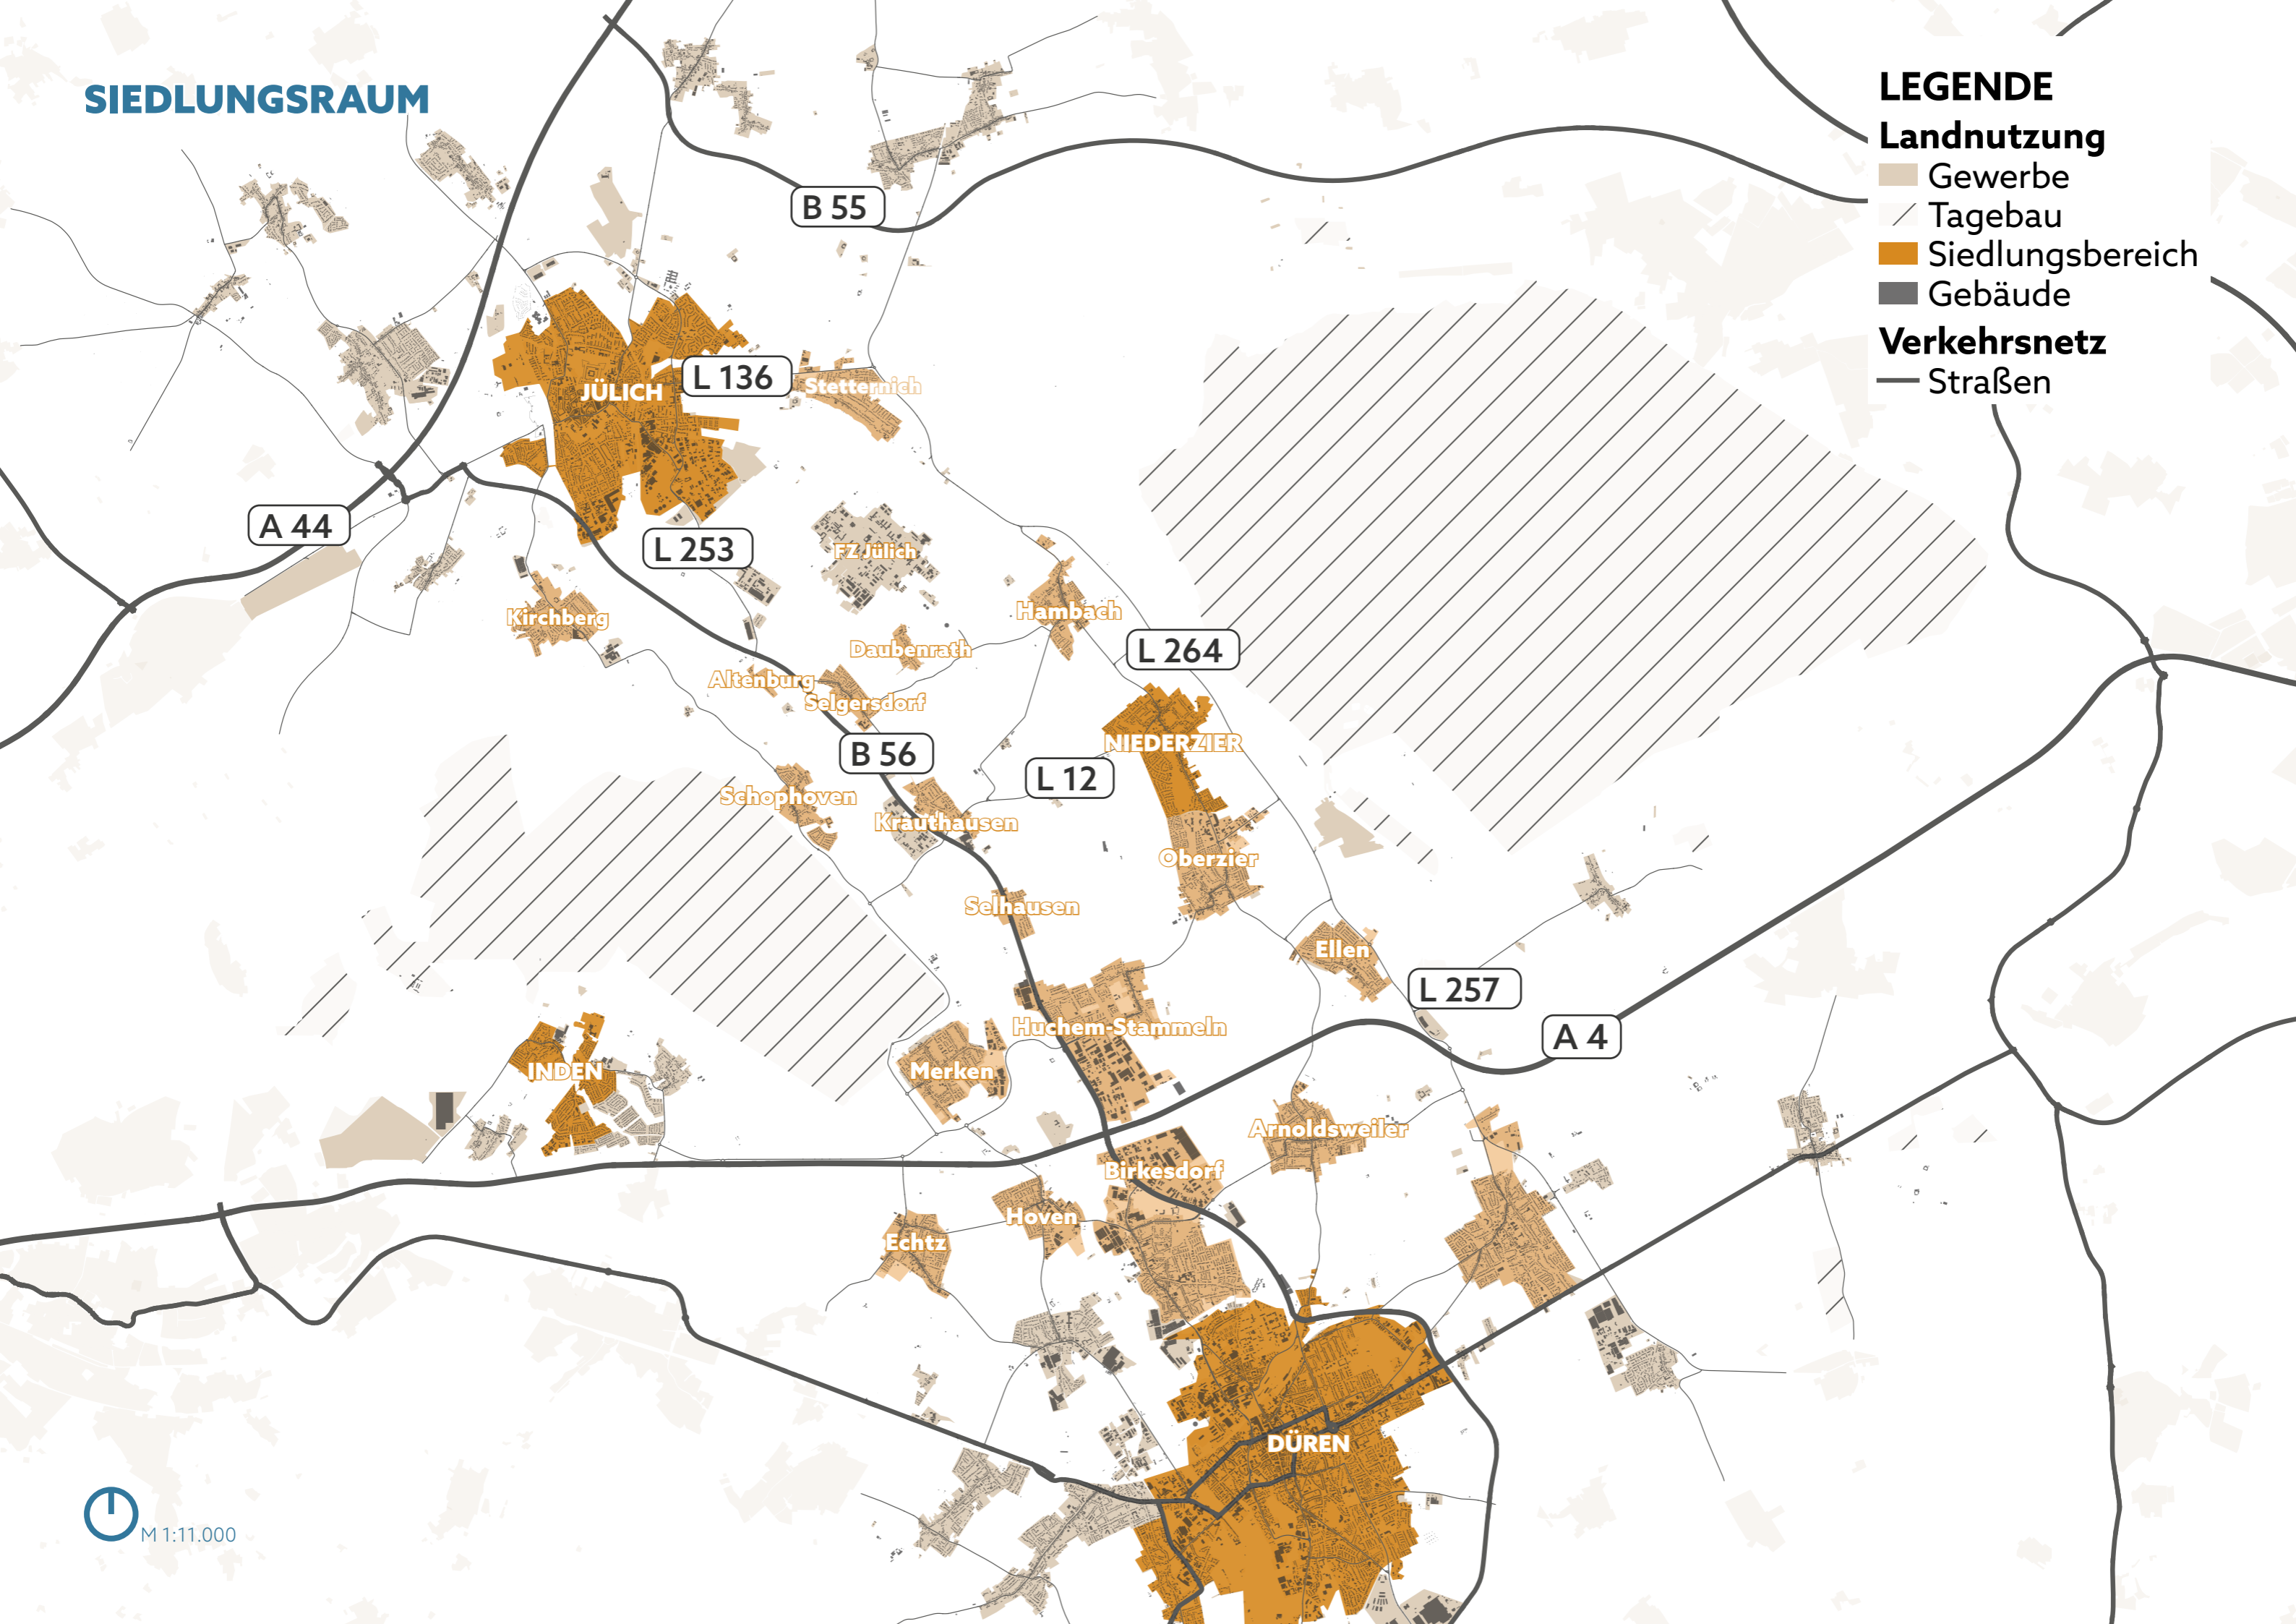 SIEDLUNGSRAUM
LEGENDE
Landnutzung
Gewerbe
Tagebau
Siedlungsbereich
Gebäude
Verkehrsnetz
Straßen
B 55
JÜLICH
L 136
Stetternich
A 44
L 253
FZ Jülich
Kirchberg
Hambach
Daubenrath
L 264
Altenburg
Selgersdorf
NIEDERZIER
B 56
L 12
Schophoven
Krauthausen
Oberzier
Selhausen
Ellen
L 257
Huchem-Stammeln
A 4
INDEN
Merken
Arnoldsweiler
Birkesdorf
Hoven
Echtz
DÜREN
M 1:11.000